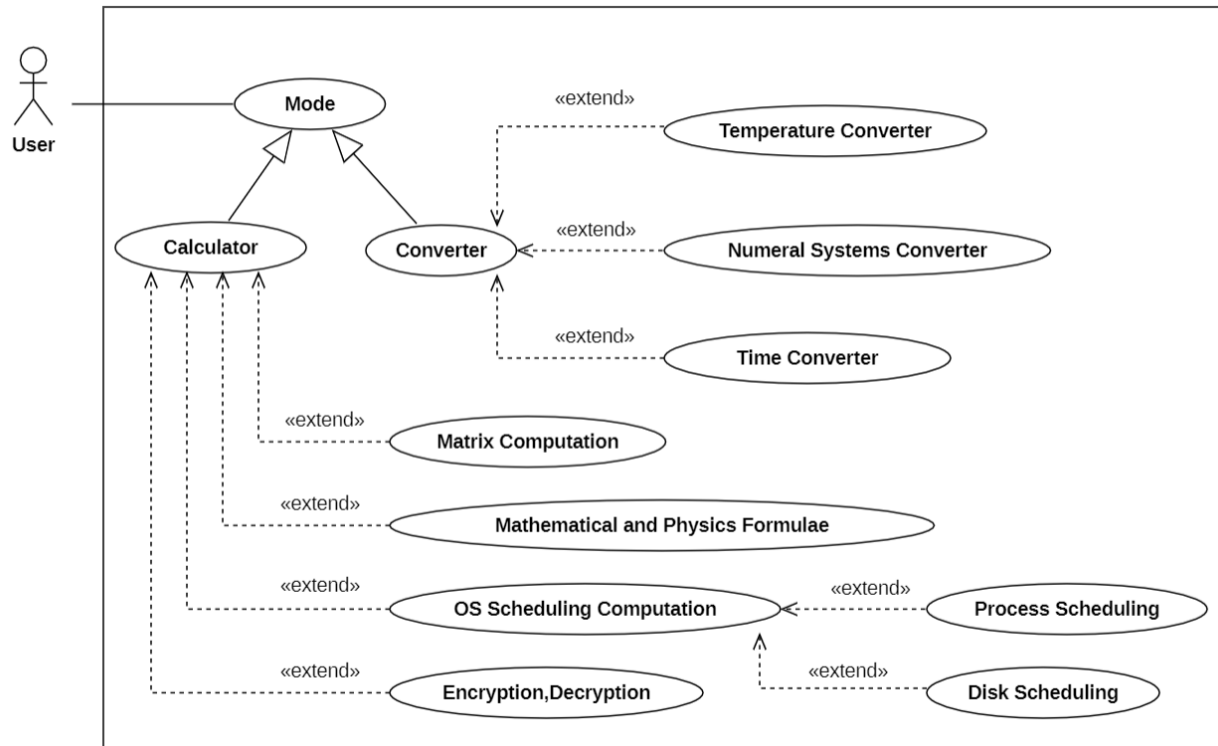 User
Mode
«extend»
Temperature Converter
Calculator
Converter
«extend»
Numeral Systems Converter
«extend»
Time Converter
«extend»
Matrix Computation
«extend»
Mathematical and Physics Formulae
«extend»
OS Scheduling Computation
«extend»
Process Scheduling
«extend»
Encryption,Decryption
«extend»
Disk Scheduling